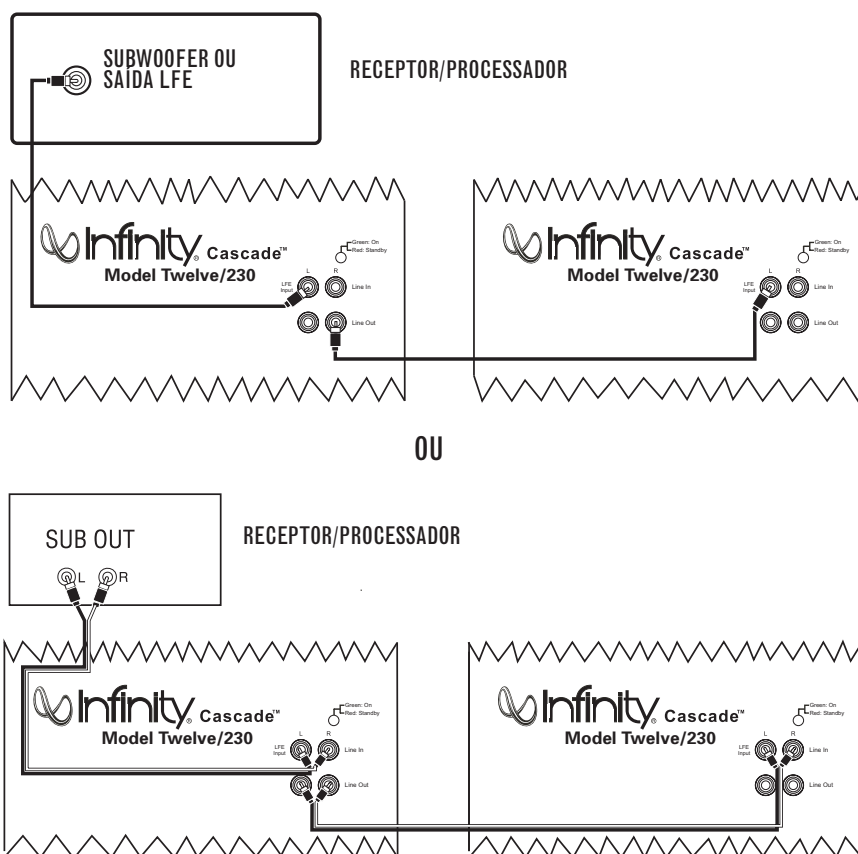 SUBWOOFER OU
SAÍDA LFE
RECEPTOR/PROCESSADOR
Infinity® Cascade™
Model Twelve/230
Green: On
Red: Standby
L R
LFE
Input
Line In
Line Out
Infinity® Cascade™
Model Twelve/230
Green: On
Red: Standby
L R
LFE
Input
Line In
Line Out
OU
SUB OUT
L R
RECEPTOR/PROCESSADOR
Infinity® Cascade™
Model Twelve/230
Green: On
Red: Standby
L R
LFE
Input
Line In
Line Out
Infinity® Cascade™
Model Twelve/230
Green: On
Red: Standby
L R
LFE
Input
Line In
Line Out